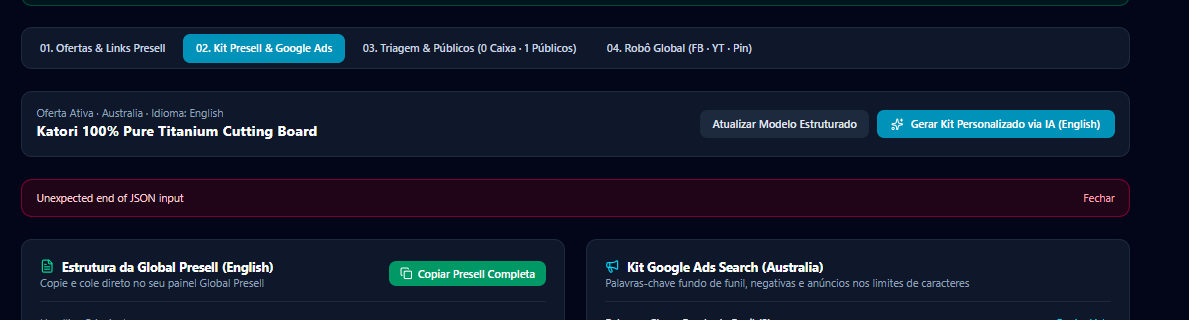 01. Ofertas & Links Presell
02. Kit Presell & Google Ads
03. Triagem & Públicos (0 Caixa · 1 Públicos)
04. Robô Global (FB · YT · Pin)
Oferta Ativa · Australia · Idioma: English
Katori 100% Pure Titanium Cutting Board
Atualizar Modelo Estruturado
Gerar Kit Personalizado via IA (English)
Unexpected end of JSON input
Fechar
Estrutura da Global Presell (English)
Copie e cole direto no seu painel Global Presell
Copiar Presell Completa
Kit Google Ads Search (Australia)
Palavras-chave fundo de funil, negativas e anúncios nos limites de caracteres